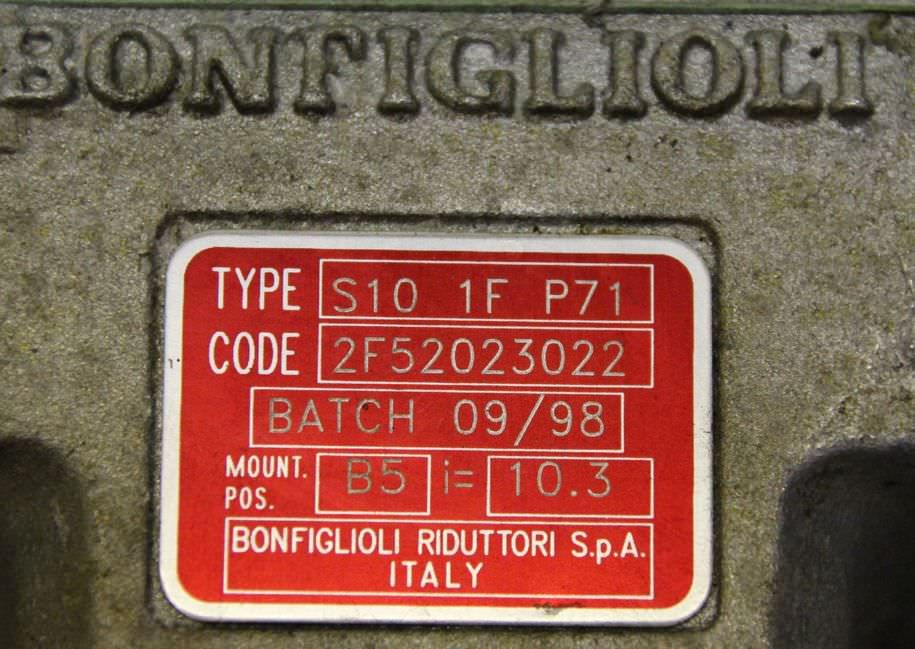 BONFIGLIOLI
TYPE S10 1F P71
CODE 2F52023022
BATCH 09/98
MOUNT. POS. B5 i= 10.3
BONFIGLIOLI RIDUTTORI S.p.A.
ITALY